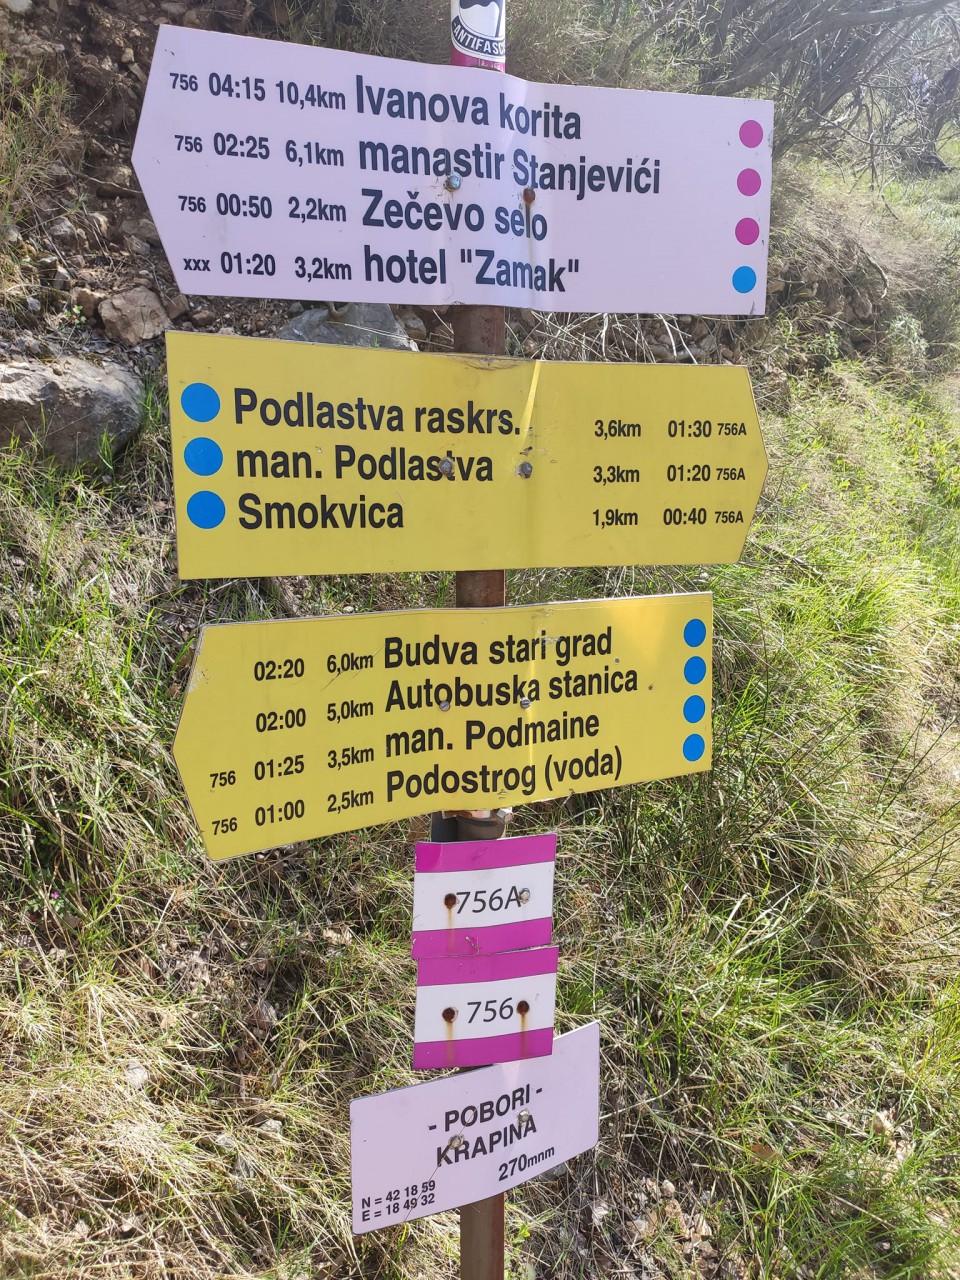 ANTIFASC
756 04:15 10,4km Ivanova korita
756 02:25 6,1km manastir Stanjevići
756 00:50 2,2km Zečevo selo
xxx 01:20 3,2km hotel "Zamak"
Podlastva raskrs. 3,6km 01:30 756A
man. Podlastva 3,3km 01:20 756A
Smokvica 1,9km 00:40 756A
02:20 6,0km Budva stari grad
02:00 5,0km Autobuska stanica
756 01:25 3,5km man. Podmaine
756 01:00 2,5km Podostrog (voda)
756A
756
- POBORI -
KRAPINA
270mnm
N = 42 18 59
E = 18 49 32